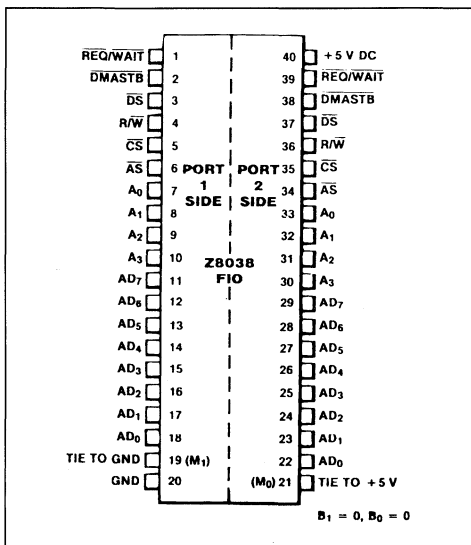 REQ/WAIT 1 40 +5 V DC
DMASTB 2 39 REQ/WAIT
DS 3 38 DMASTB
R/W 4 37 DS
CS 5 36 R/W
AS 6 35 CS
PORT 1 SIDE PORT 2 SIDE
A0 7 34 AS
A1 8 33 A0
A2 9 32 A1
A3 10 31 A2
Z8038 FIO
AD7 11 30 A3
AD6 12 29 AD7
AD5 13 28 AD6
AD4 14 27 AD5
AD3 15 26 AD4
AD2 16 25 AD3
AD1 17 24 AD2
AD0 18 23 AD1
TIE TO GND 19 (M1) 22 AD0
GND 20 (M0) 21 TIE TO +5 V
B1 = 0, B0 = 0